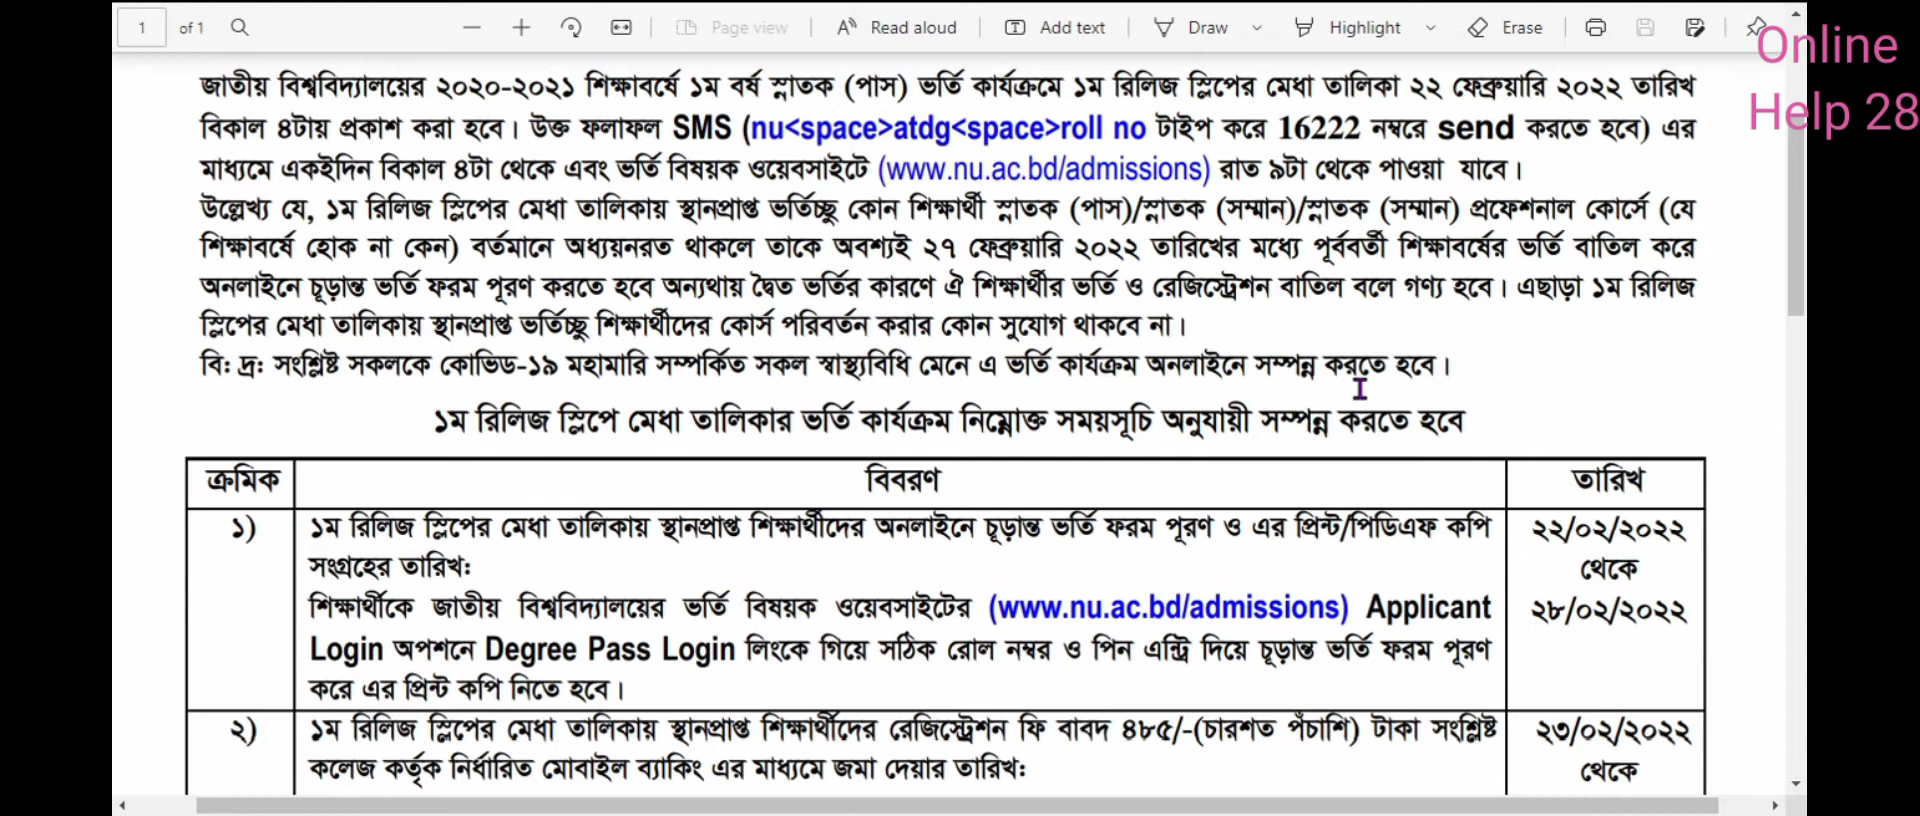 1 of 1 Page view Read aloud Add text Draw Highlight Erase
Online
Help 28
জাতীয় বিশ্ববিদ্যালয়ের ২০২০-২০২১ শিক্ষাবর্ষে ১ম বর্ষ স্নাতক (পাস) ভর্তি কার্যক্রমে ১ম রিলিজ স্লিপের মেধা তালিকা ২২ ফেব্রুয়ারি ২০২২ তারিখ
বিকাল ৪টায় প্রকাশ করা হবে। উক্ত ফলাফল SMS (nu<space>atdg<space>roll no টাইপ করে 16222 নম্বরে send করতে হবে) এর
মাধ্যমে একইদিন বিকাল ৪টা থেকে এবং ভর্তি বিষয়ক ওয়েবসাইটে (www.nu.ac.bd/admissions) রাত ৯টা থেকে পাওয়া যাবে।
উল্লেখ্য যে, ১ম রিলিজ স্লিপের মেধা তালিকায় স্থানপ্রাপ্ত ভর্তিচ্ছু কোন শিক্ষার্থী স্নাতক (পাস)/স্নাতক (সম্মান)/স্নাতক (সম্মান) প্রফেশনাল কোর্সে (যে
শিক্ষাবর্ষে হোক না কেন) বর্তমানে অধ্যয়নরত থাকলে তাকে অবশ্যই ২৭ ফেব্রুয়ারি ২০২২ তারিখের মধ্যে পূর্ববর্তী শিক্ষাবর্ষের ভর্তি বাতিল করে
অনলাইনে চূড়ান্ত ভর্তি ফরম পূরণ করতে হবে অন্যথায় দ্বৈত ভর্তির কারণে ঐ শিক্ষার্থীর ভর্তি ও রেজিস্ট্রেশন বাতিল বলে গণ্য হবে। এছাড়া ১ম রিলিজ
স্লিপের মেধা তালিকায় স্থানপ্রাপ্ত ভর্তিচ্ছু শিক্ষার্থীদের কোর্স পরিবর্তন করার কোন সুযোগ থাকবে না।
বি: দ্র: সংশ্লিষ্ট সকলকে কোভিড-১৯ মহামারি সম্পর্কিত সকল স্বাস্থ্যবিধি মেনে এ ভর্তি কার্যক্রম অনলাইনে সম্পন্ন করতে হবে।
১ম রিলিজ স্লিপে মেধা তালিকার ভর্তি কার্যক্রম নিম্নোক্ত সময়সূচি অনুযায়ী সম্পন্ন করতে হবে
ক্রমিক বিবরণ তারিখ
১) ১ম রিলিজ স্লিপের মেধা তালিকায় স্থানপ্রাপ্ত শিক্ষার্থীদের অনলাইনে চূড়ান্ত ভর্তি ফরম পূরণ ও এর প্রিন্ট/পিডিএফ কপি ২২/০২/২০২২
সংগ্রহের তারিখ: থেকে
শিক্ষার্থীকে জাতীয় বিশ্ববিদ্যালয়ের ভর্তি বিষয়ক ওয়েবসাইটের (www.nu.ac.bd/admissions) Applicant ২৮/০২/২০২২
Login অপশনে Degree Pass Login লিংকে গিয়ে সঠিক রোল নম্বর ও পিন এন্ট্রি দিয়ে চূড়ান্ত ভর্তি ফরম পূরণ
করে এর প্রিন্ট কপি নিতে হবে।
২) ১ম রিলিজ স্লিপের মেধা তালিকায় স্থানপ্রাপ্ত শিক্ষার্থীদের রেজিস্ট্রেশন ফি বাবদ ৪৮৫/-(চারশত পঁচাশি) টাকা সংশ্লিষ্ট ২৩/০২/২০২২
কলেজ কর্তৃক নির্ধারিত মোবাইল ব্যাকিং এর মাধ্যমে জমা দেয়ার তারিখ: থেকে